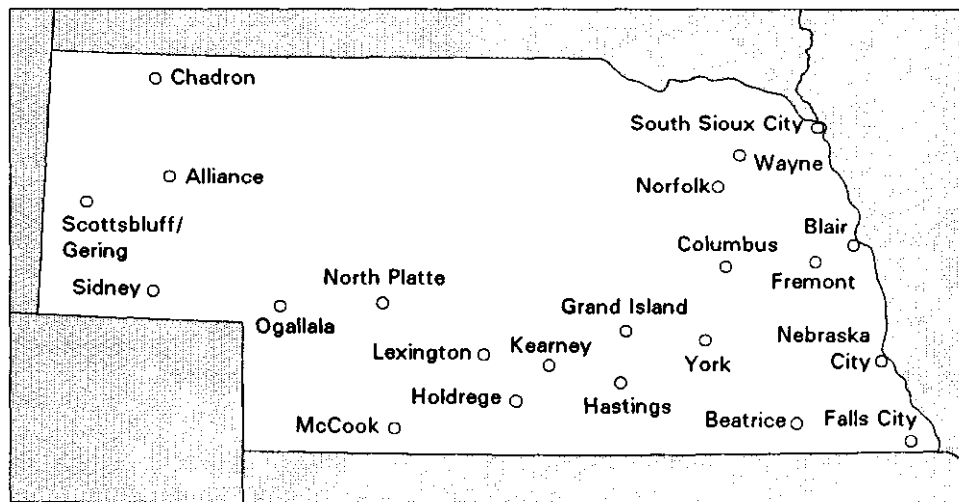 Chadron
South Sioux City
Wayne
Alliance
Norfolk
Scottsbluff/
Gering
Blair
Columbus
Fremont
Sidney
North Platte
Ogallala
Grand Island
Nebraska
City
Lexington
Kearney
York
Holdrege
Hastings
McCook
Beatrice
Falls City